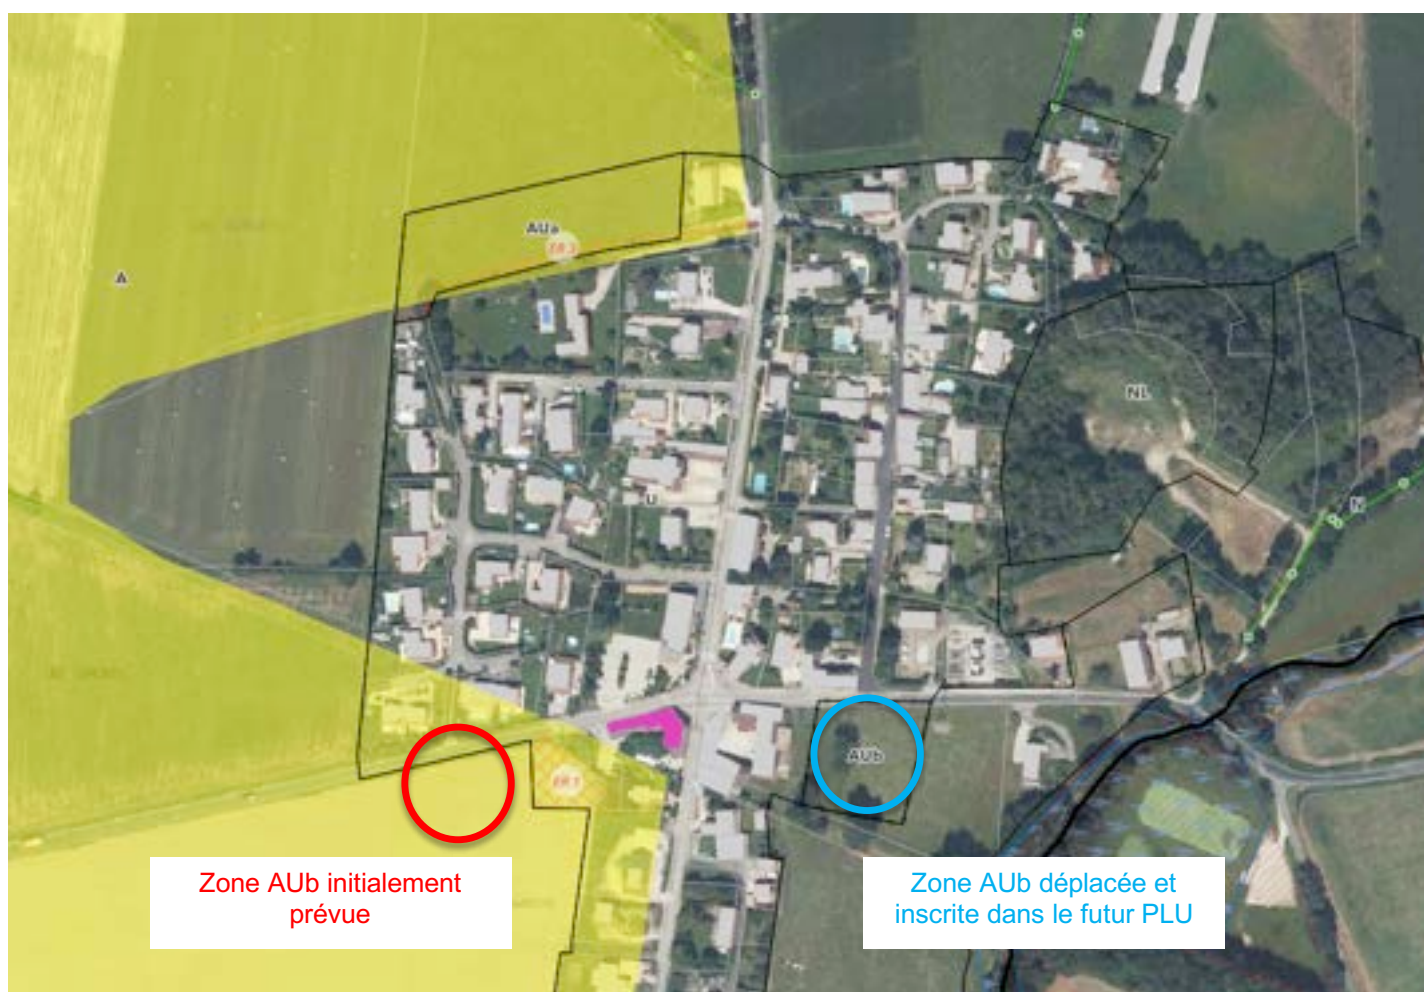 AUa
A
NL
U
N
AUb
Zone AUb initialement
prévue
Zone AUb déplacée et
inscrite dans le futur PLU